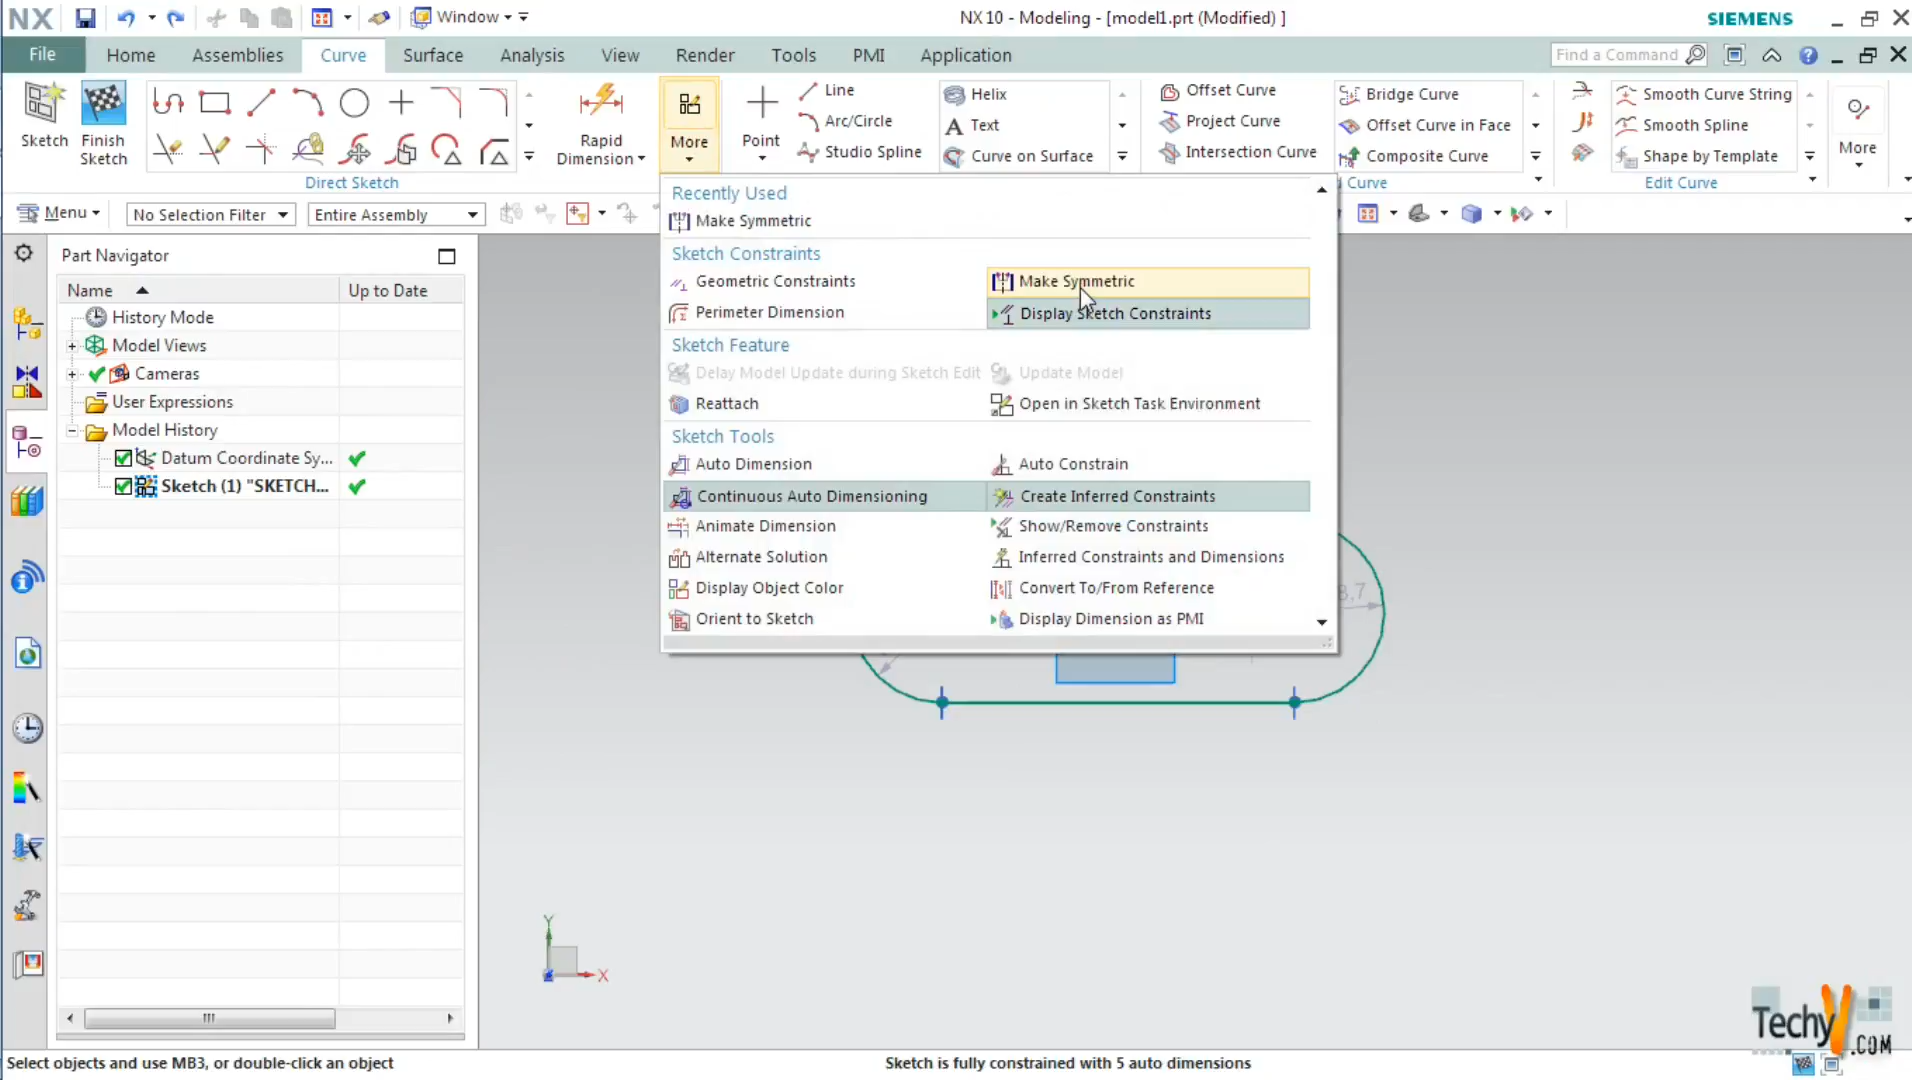 NX
Window
NX 10 - Modeling - [model1.prt (Modified) ]
SIEMENS
File
Home
Assemblies
Curve
Surface
Analysis
View
Render
Tools
PMI
Application
Find a Command
Sketch
Finish Sketch
Rapid Dimension
More
Point
Line
Arc/Circle
Studio Spline
Helix
Text
Curve on Surface
Offset Curve
Project Curve
Intersection Curve
Bridge Curve
Offset Curve in Face
Composite Curve
Smooth Curve String
Smooth Spline
Shape by Template
More
Direct Sketch
Curve
Edit Curve
Menu
No Selection Filter
Entire Assembly
Recently Used
Make Symmetric
Sketch Constraints
Geometric Constraints
Make Symmetric
Perimeter Dimension
Display Sketch Constraints
Sketch Feature
Delay Model Update during Sketch Edit
Update Model
Reattach
Open in Sketch Task Environment
Sketch Tools
Auto Dimension
Auto Constrain
Continuous Auto Dimensioning
Create Inferred Constraints
Animate Dimension
Show/Remove Constraints
Alternate Solution
Inferred Constraints and Dimensions
Display Object Color
Convert To/From Reference
Orient to Sketch
Display Dimension as PMI
Part Navigator
Name
Up to Date
History Mode
Model Views
Cameras
User Expressions
Model History
Datum Coordinate Sy...
Sketch (1) "SKETCH...
8.7
Y
X
TechyV
.COM
Select objects and use MB3, or double-click an object
Sketch is fully constrained with 5 auto dimensions